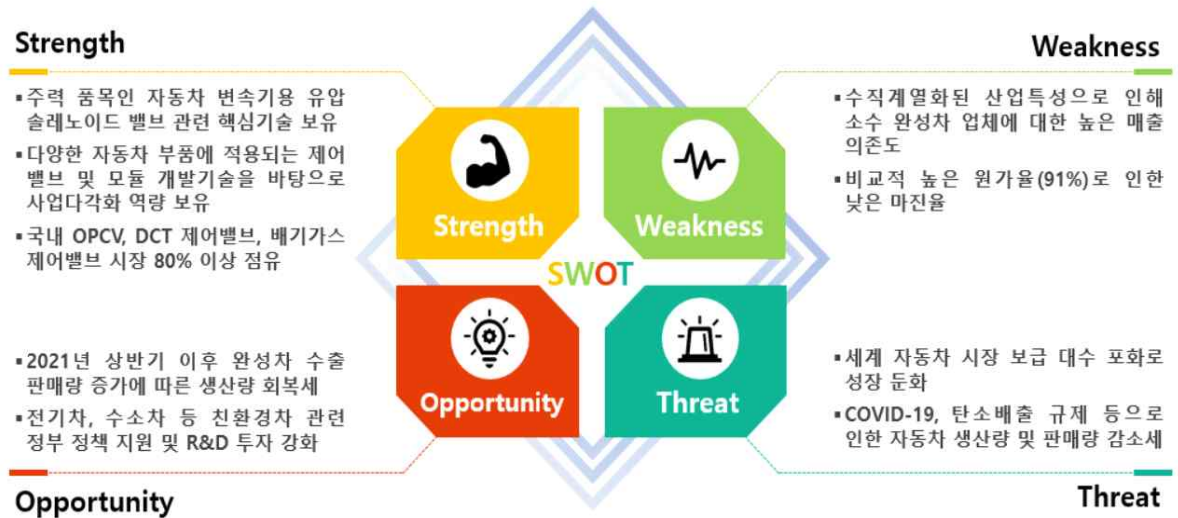 Strength
▪주력 품목인 자동차 변속기용 유압
솔레노이드 밸브 관련 핵심기술 보유
▪다양한 자동차 부품에 적용되는 제어
밸브 및 모듈 개발기술을 바탕으로
사업다각화 역량 보유
▪국내 OPCV, DCT 제어밸브, 배기가스
제어밸브 시장 80% 이상 점유
Weakness
▪수직계열화된 산업특성으로 인해
소수 완성차 업체에 대한 높은 매출
의존도
▪비교적 높은 원가율(91%)로 인한
낮은 마진율
Strength
Weakness
SWOT
Opportunity
Threat
▪2021년 상반기 이후 완성차 수출
판매량 증가에 따른 생산량 회복세
▪전기차, 수소차 등 친환경차 관련
정부 정책 지원 및 R&D 투자 강화
Opportunity
▪세계 자동차 시장 보급 대수 포화로
성장 둔화
▪COVID-19, 탄소배출 규제 등으로
인한 자동차 생산량 및 판매량 감소세
Threat